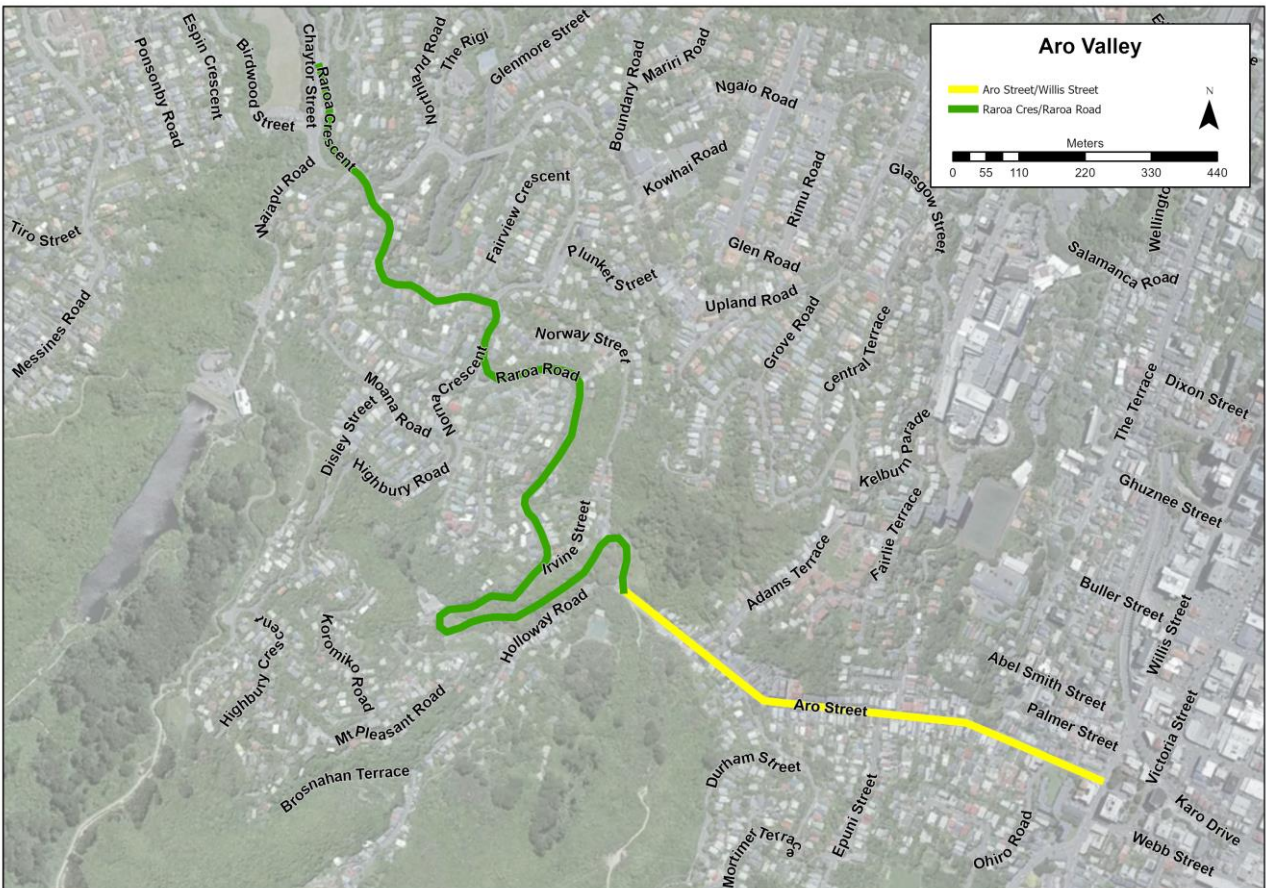 Aro Valley
Aro Street/Willis Street
Raroa Cres/Raroa Road
N
Meters
0 55 110 220 330 440
Espin Crescent
Ponsonby Road
Birdwood Street
Chaytor Street
Raroa Crescent
The Rigi
Glenmore Street
Boundary Road
Mariri Road
Ngaio Road
Kowhai Road
Rimu Road
Glasgow Street
Waiapu Road
Tiro Street
Messines Road
Fairview Crescent
Plunket Street
Glen Road
Upland Road
Salamanca Road
Norway Street
Grove Road
Central Terrace
The Terrace
Dixon Street
Raroa Road
Norna Crescent
Moana Road
Disley Street
Highbury Road
Kelburn Parade
Ghuznee Street
Fairlie Terrace
Irvine Street
Adams Terrace
Holloway Road
Buller Street
Willis Street
Highbury Crescent
Koromiko Road
Mt Pleasant Road
Brosnahan Terrace
Abel Smith Street
Palmer Street
Aro Street
Victoria Street
Durham Street
Epuni Street
Mortimer Terrace
Ohiro Road
Karo Drive
Webb Street